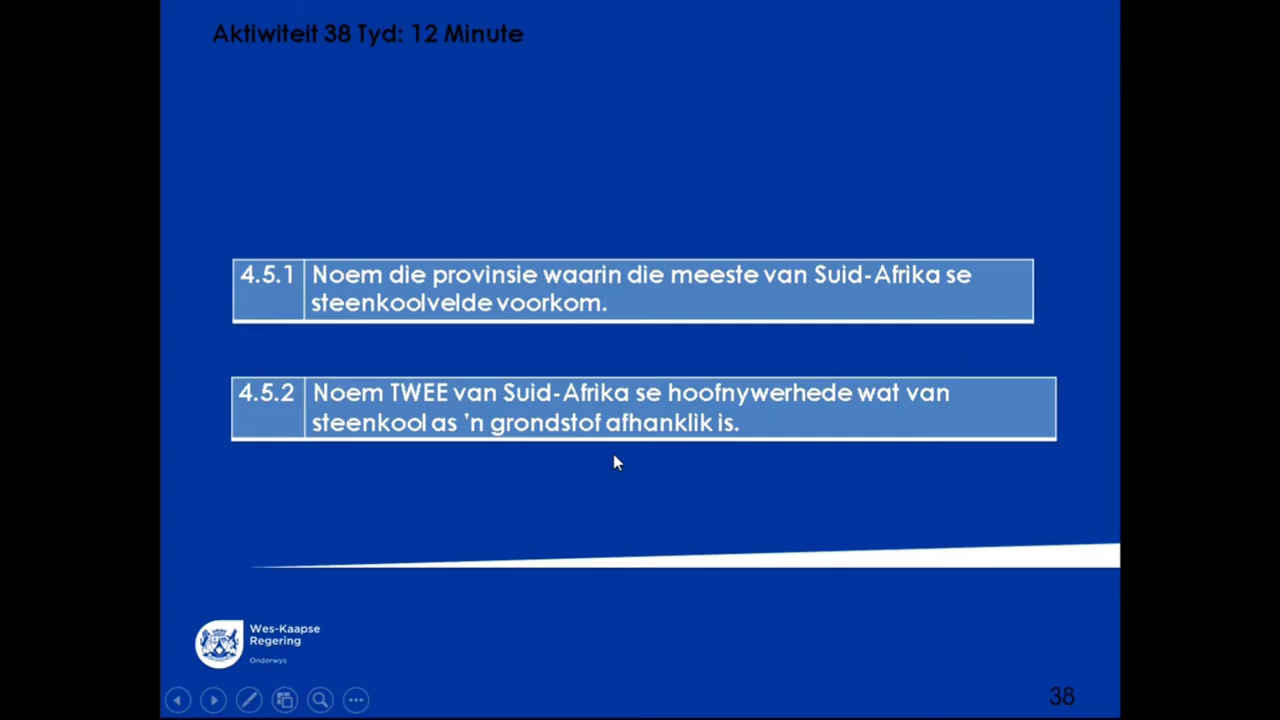 Aktiwiteit 38 Tyd: 12 Minute
4.5.1 Noem die provinsie waarin die meeste van Suid-Afrika se
steenkoolvelde voorkom.
4.5.2 Noem TWEE van Suid-Afrika se hoofnywerhede wat van
steenkool as ’n grondstof afhanklik is.
Wes-Kaapse
Regering
Onderwys
38